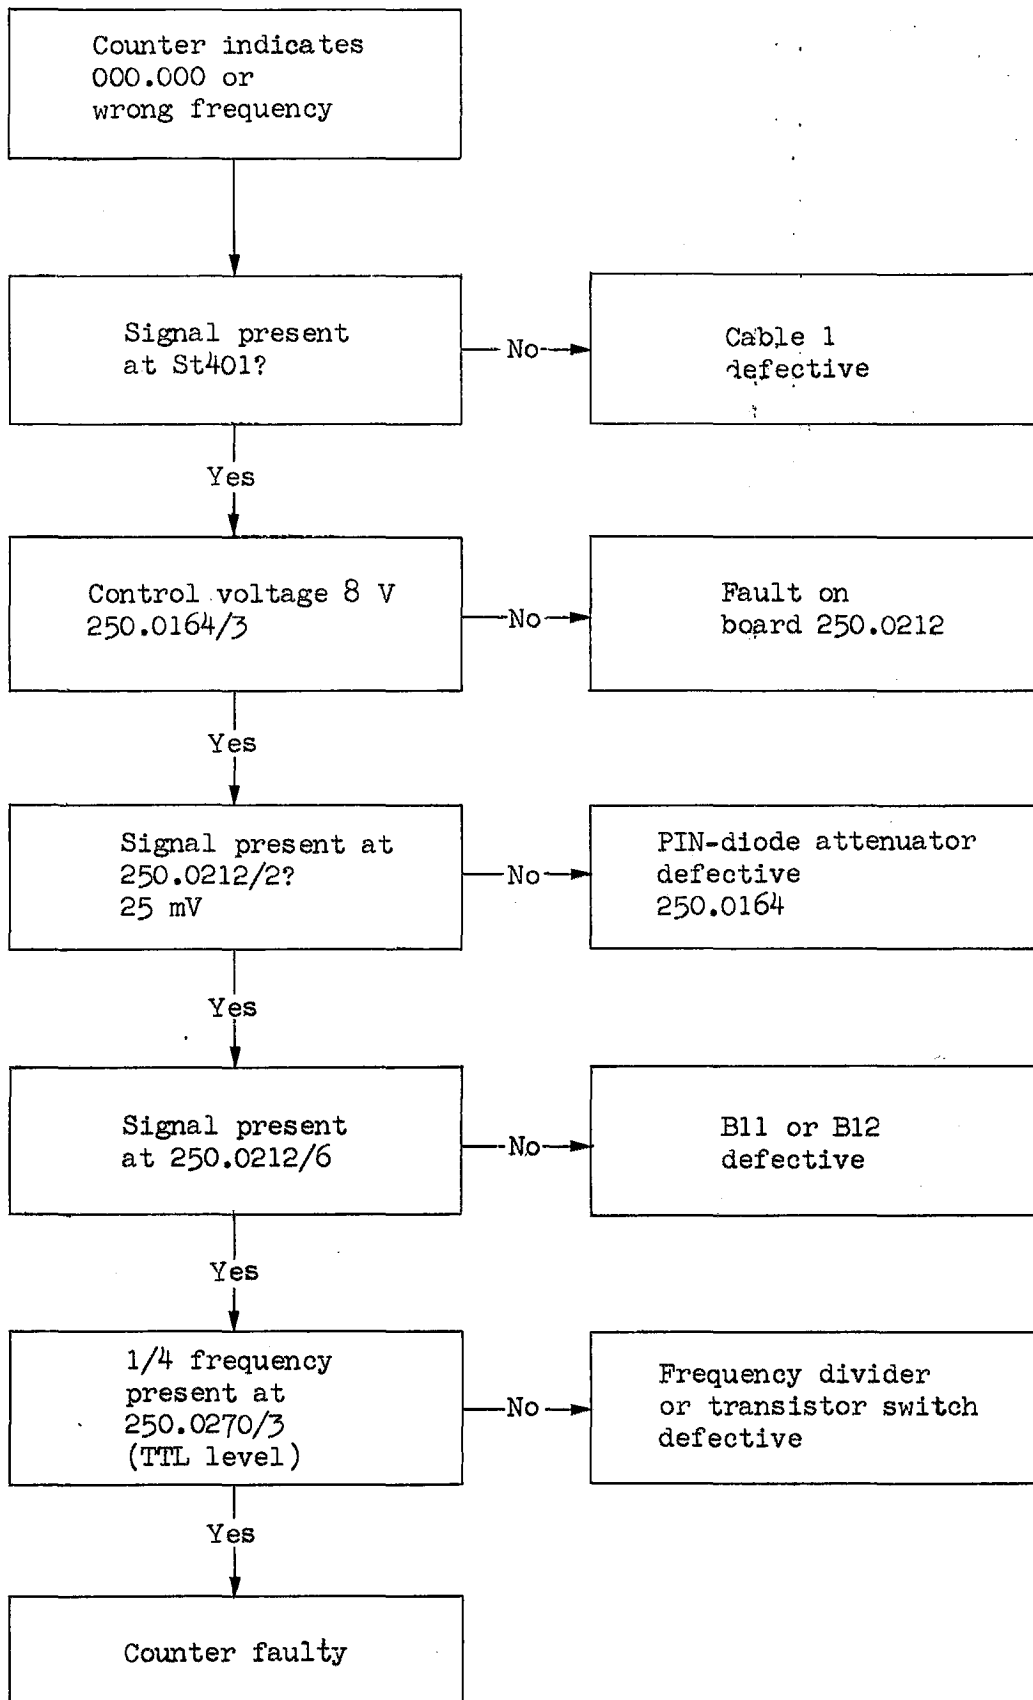 Counter indicates
000.000 or
wrong frequency
Signal present
at St401?
No
Cable 1
defective
Yes
Control voltage 8 V
250.0164/3
No
Fault on
board 250.0212
Yes
Signal present at
250.0212/2?
25 mV
No
PIN-diode attenuator
defective
250.0164
Yes
Signal present
at 250.0212/6
No
B11 or B12
defective
Yes
1/4 frequency
present at
250.0270/3
(TTL level)
No
Frequency divider
or transistor switch
defective
Yes
Counter faulty